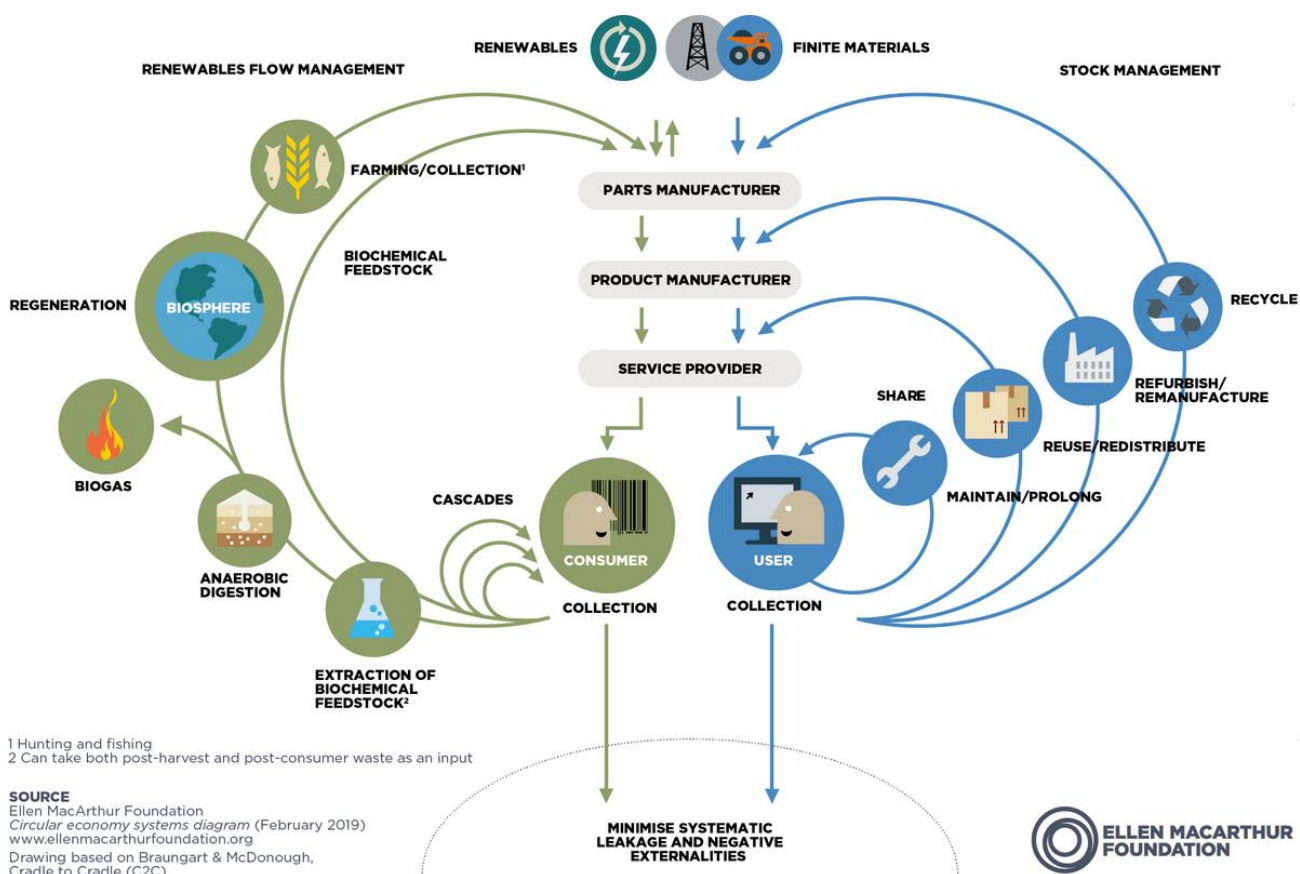 RENEWABLES
FINITE MATERIALS
RENEWABLES FLOW MANAGEMENT
STOCK MANAGEMENT
FARMING/COLLECTION¹
PARTS MANUFACTURER
BIOCHEMICAL
FEEDSTOCK
PRODUCT MANUFACTURER
REGENERATION
BIOSPHERE
RECYCLE
SERVICE PROVIDER
SHARE
REFURBISH/
REMANUFACTURE
REUSE/REDISTRIBUTE
BIOGAS
CASCADES
MAINTAIN/PROLONG
CONSUMER
USER
ANAEROBIC
DIGESTION
COLLECTION
COLLECTION
EXTRACTION OF
BIOCHEMICAL
FEEDSTOCK²
1 Hunting and fishing
2 Can take both post-harvest and post-consumer waste as an input
SOURCE
Ellen MacArthur Foundation
Circular economy systems diagram (February 2019)
www.ellenmacarthurfoundation.org
Drawing based on Braungart & McDonough,
Cradle to Cradle (C2C)
MINIMISE SYSTEMATIC
LEAKAGE AND NEGATIVE
EXTERNALITIES
ELLEN MACARTHUR
FOUNDATION